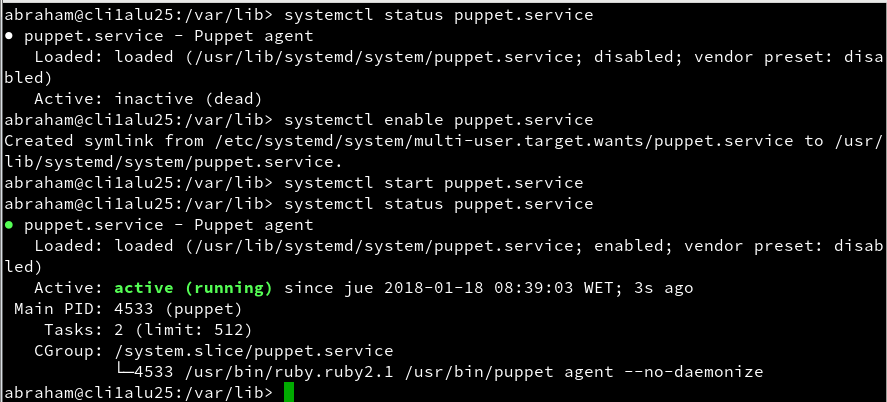 abraham@cli1alu25:/var/lib> systemctl status puppet.service
● puppet.service - Puppet agent
   Loaded: loaded (/usr/lib/systemd/system/puppet.service; disabled; vendor preset: disa
bled)
   Active: inactive (dead)
abraham@cli1alu25:/var/lib> systemctl enable puppet.service
Created symlink from /etc/systemd/system/multi-user.target.wants/puppet.service to /usr/
lib/systemd/system/puppet.service.
abraham@cli1alu25:/var/lib> systemctl start puppet.service
abraham@cli1alu25:/var/lib> systemctl status puppet.service
● puppet.service - Puppet agent
   Loaded: loaded (/usr/lib/systemd/system/puppet.service; enabled; vendor preset: disab
led)
   Active: active (running) since jue 2018-01-18 08:39:03 WET; 3s ago
 Main PID: 4533 (puppet)
    Tasks: 2 (limit: 512)
   CGroup: /system.slice/puppet.service
           └─4533 /usr/bin/ruby.ruby2.1 /usr/bin/puppet agent --no-daemonize
abraham@cli1alu25:/var/lib>